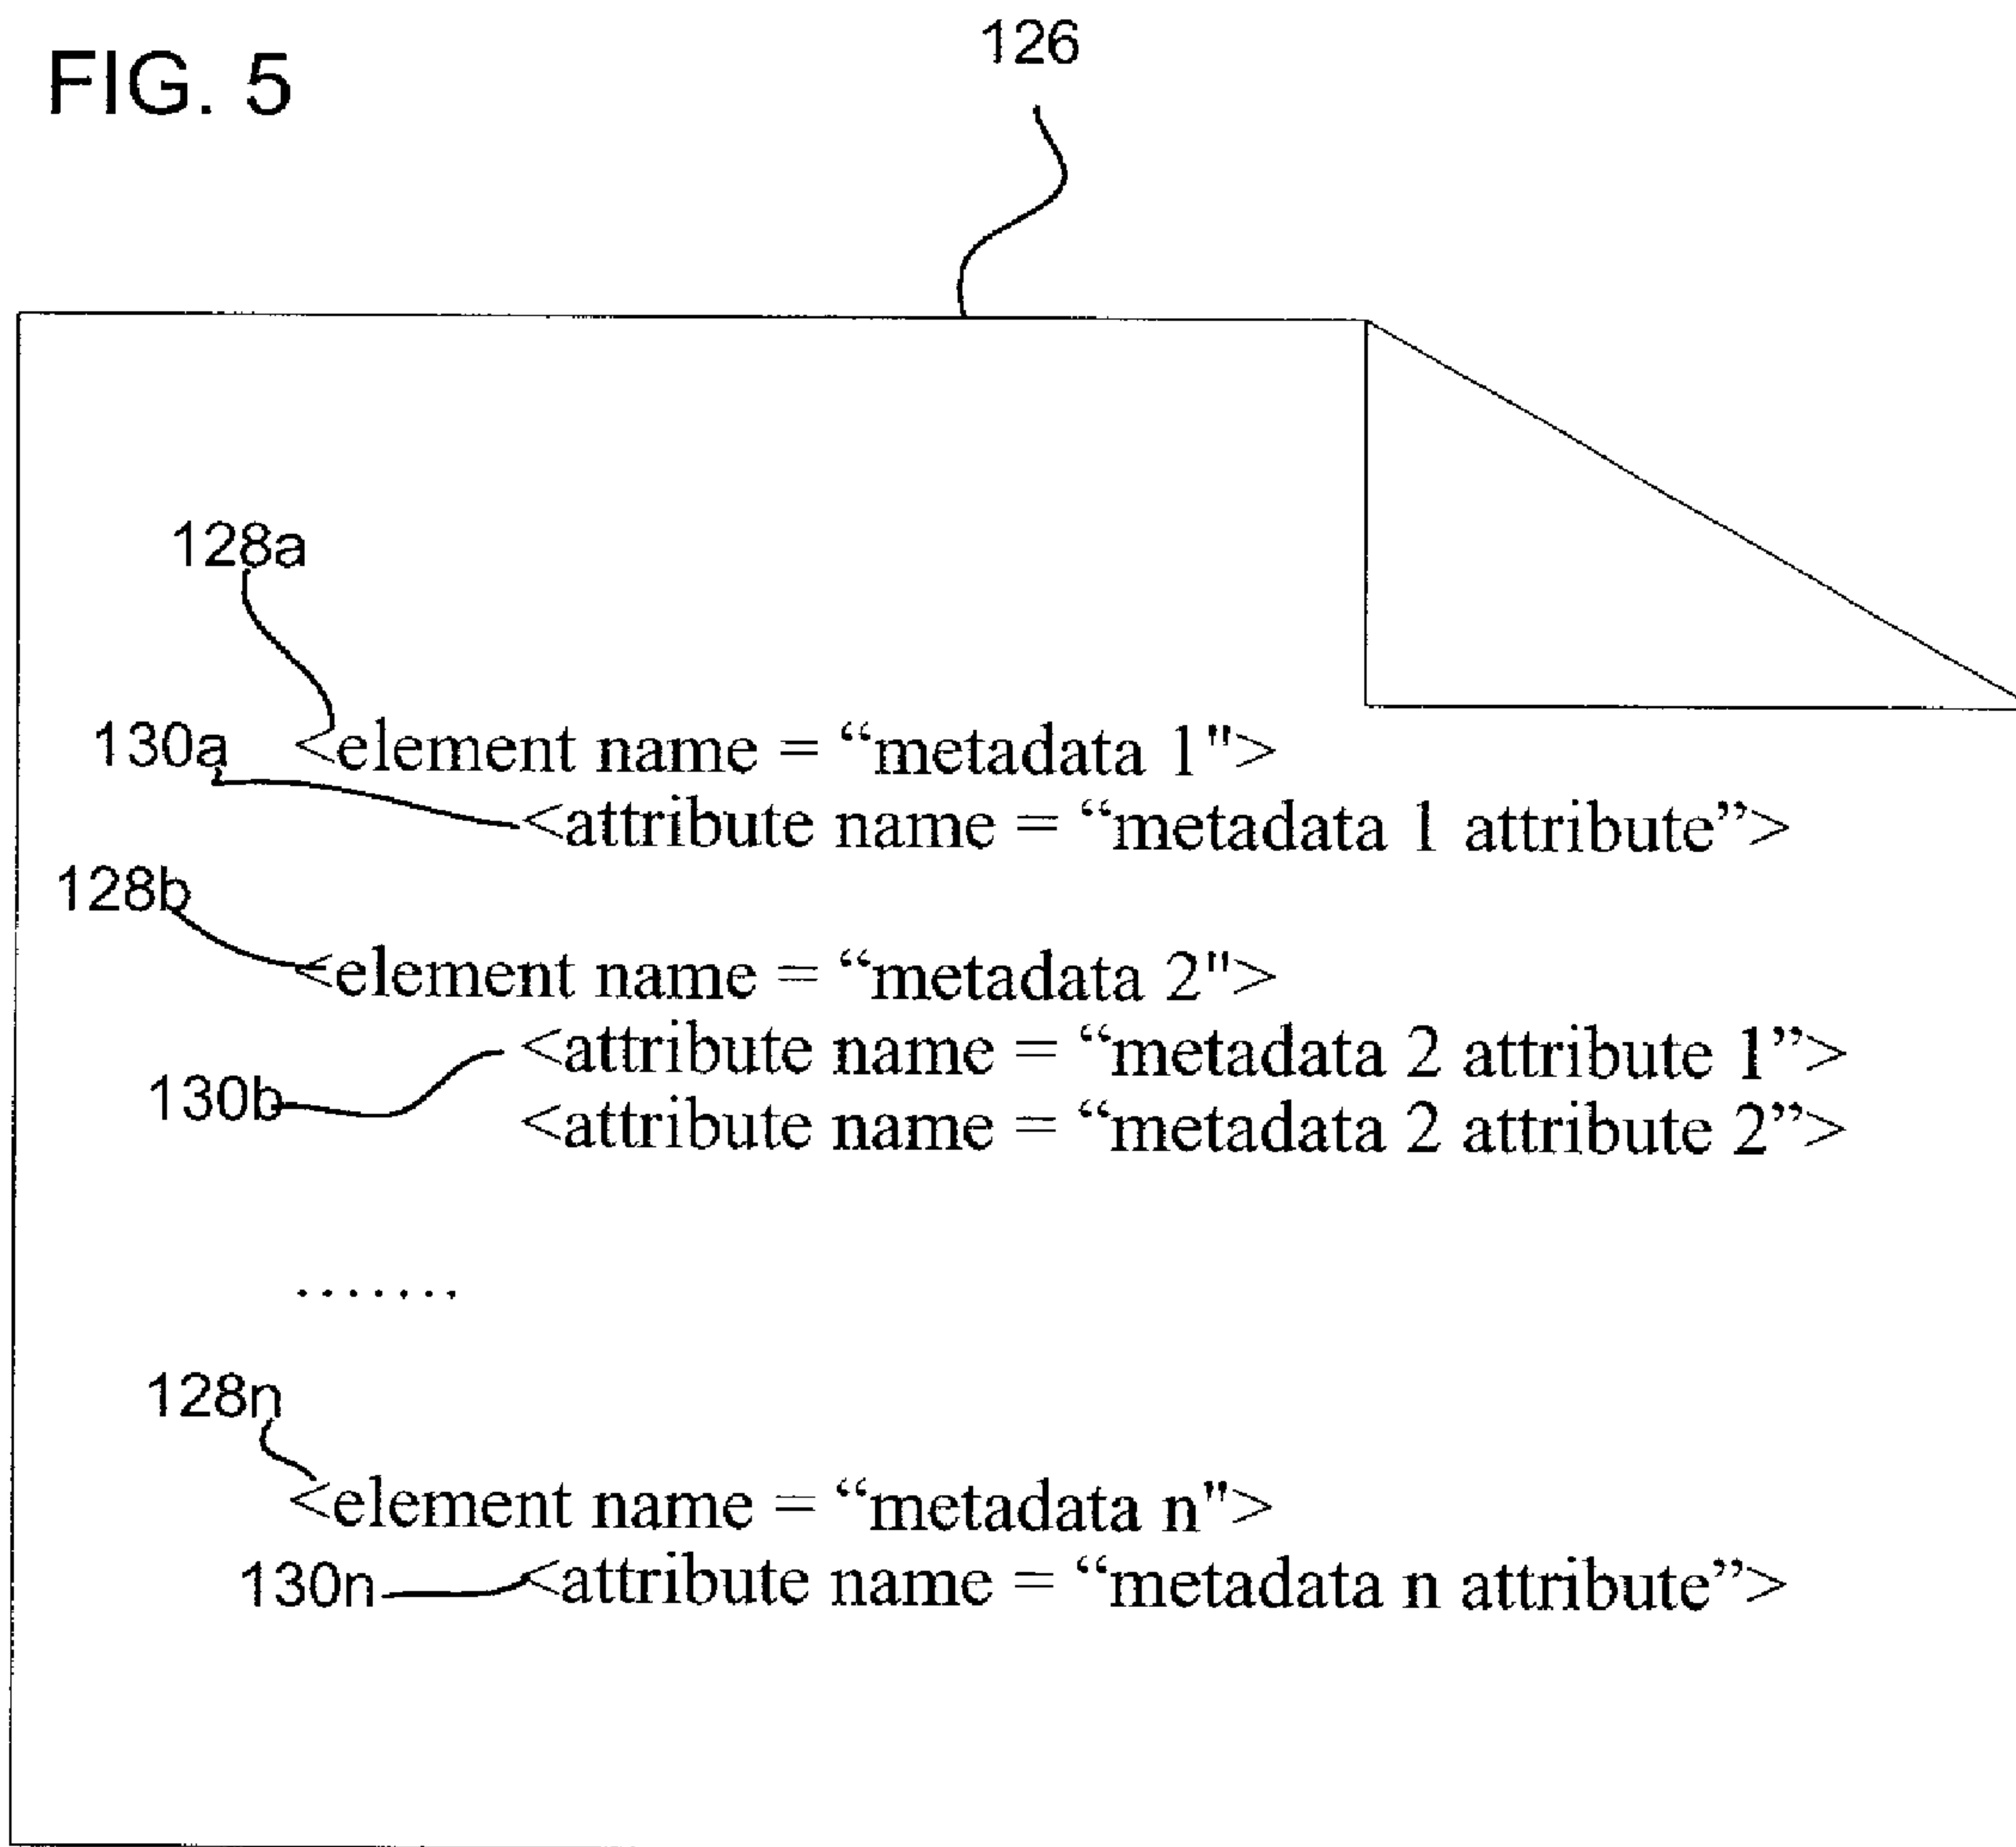 FIG. 5
126
128a
130a <element name = “metadata 1">
<attribute name = “metadata 1 attribute”>
128b
<element name = “metadata 2">
<attribute name = “metadata 2 attribute 1”>
130b
<attribute name = “metadata 2 attribute 2”>
.......
128n
<element name = “metadata n">
130n <attribute name = “metadata n attribute”>